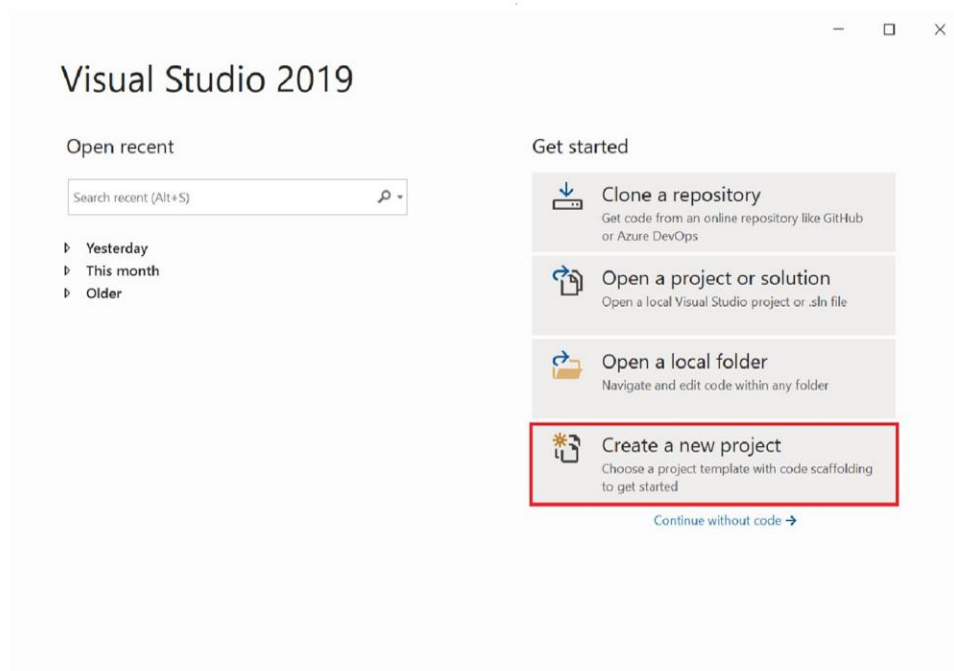 Visual Studio 2019
Open recent
Search recent (Alt+S)
Yesterday
This month
Older
Get started
Clone a repository
Get code from an online repository like GitHub
or Azure DevOps
Open a project or solution
Open a local Visual Studio project or .sln file
Open a local folder
Navigate and edit code within any folder
Create a new project
Choose a project template with code scaffolding
to get started
Continue without code →